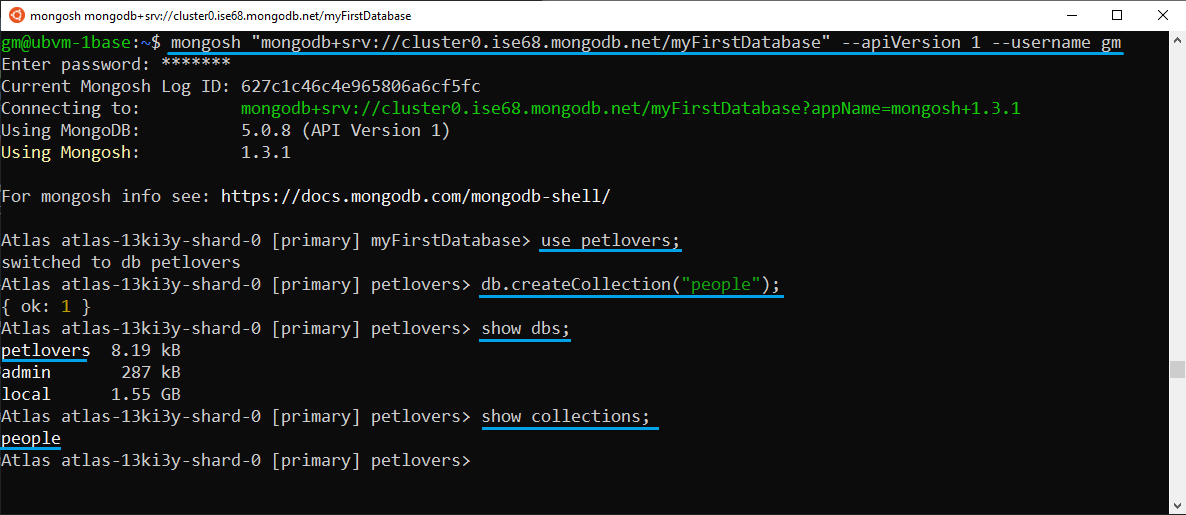 mongosh mongodb+srv://cluster0.ise68.mongodb.net/myFirstDatabase
gm@ubvm-1base:~$ mongosh "mongodb+srv://cluster0.ise68.mongodb.net/myFirstDatabase" --apiVersion 1 --username gm
Enter password: *******
Current Mongosh Log ID: 627c1c46c4e965806a6cf5fc
Connecting to:          mongodb+srv://cluster0.ise68.mongodb.net/myFirstDatabase?appName=mongosh+1.3.1
Using MongoDB:          5.0.8 (API Version 1)
Using Mongosh:          1.3.1
For mongosh info see: https://docs.mongodb.com/mongodb-shell/
Atlas atlas-13ki3y-shard-0 [primary] myFirstDatabase> use petlovers;
switched to db petlovers
Atlas atlas-13ki3y-shard-0 [primary] petlovers> db.createCollection("people");
{ ok: 1 }
Atlas atlas-13ki3y-shard-0 [primary] petlovers> show dbs;
petlovers  8.19 kB
admin       287 kB
local      1.55 GB
Atlas atlas-13ki3y-shard-0 [primary] petlovers> show collections;
people
Atlas atlas-13ki3y-shard-0 [primary] petlovers>